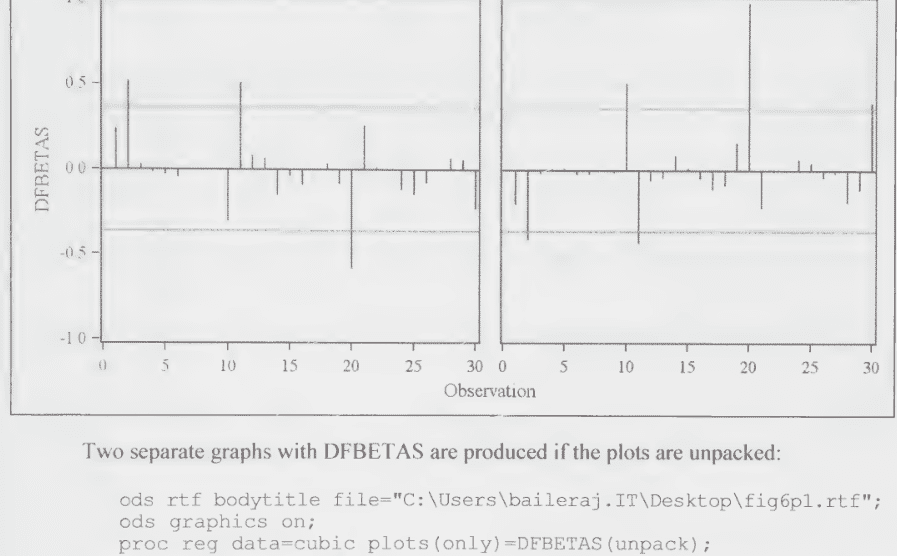 0.5
0.0
-0.5
-1.0
DFBETAS
0 5 10 15 20 25 30 0 5 10 15 20 25 30
Observation
Two separate graphs with DFBETAS are produced if the plots are unpacked:
ods rtf bodytitle file="C:\Users\baileraj.IT\Desktop\fig6p1.rtf";
ods graphics on;
proc reg data=cubic plots(only)=DFBETAS(unpack);